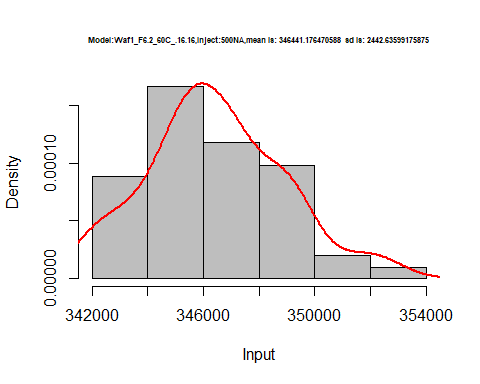 Model:Waf1_F6.2_60C_.16.16,Inject:500NA,mean is: 346441.176470588 sd is: 2442.63599175875
Density
0.00010
0.00000
342000 346000 350000 354000
Input